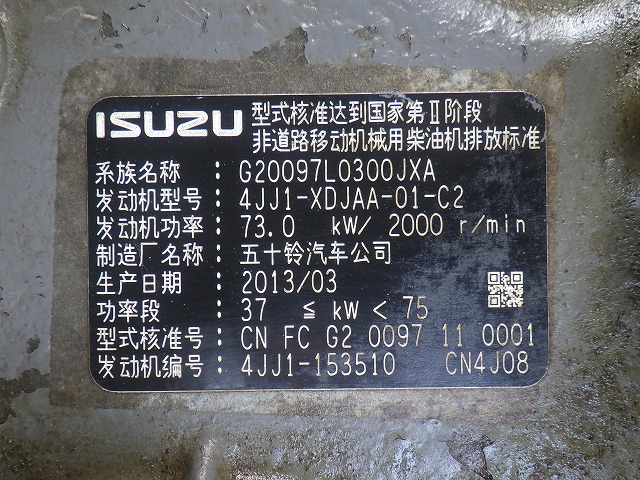 ISUZU 型式核准达到国家第Ⅱ阶段
非道路移动机械用柴油机排放标准
系族名称： G20097L0300JXA
发动机型号： 4JJ1-XDJAA-01-C2
发动机功率： 73.0 kW/ 2000 r/min
制造厂名称： 五十铃汽车公司
生产日期： 2013/03
功率段： 37 ≦ kW < 75
型式核准号： CN FC G2 0097 11 0001
发动机编号： 4JJ1-153510 CN4J08